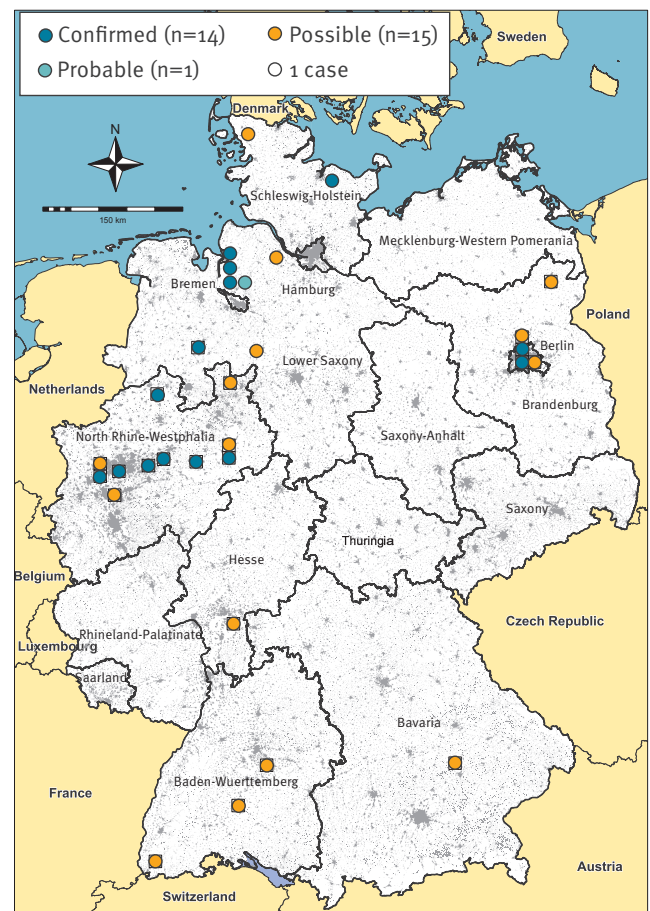 Confirmed (n=14)
Possible (n=15)
Probable (n=1)
1 case
Sweden
Denmark
N
150 km
Schleswig-Holstein
Mecklenburg-Western Pomerania
Bremen
Hamburg
Poland
Berlin
Lower Saxony
Netherlands
Brandenburg
North Rhine-Westphalia
Saxony-Anhalt
Saxony
Thuringia
Hesse
Belgium
Czech Republic
Rhineland-Palatinate
Luxembourg
Saarland
Bavaria
Baden-Wuerttemberg
France
Austria
Switzerland